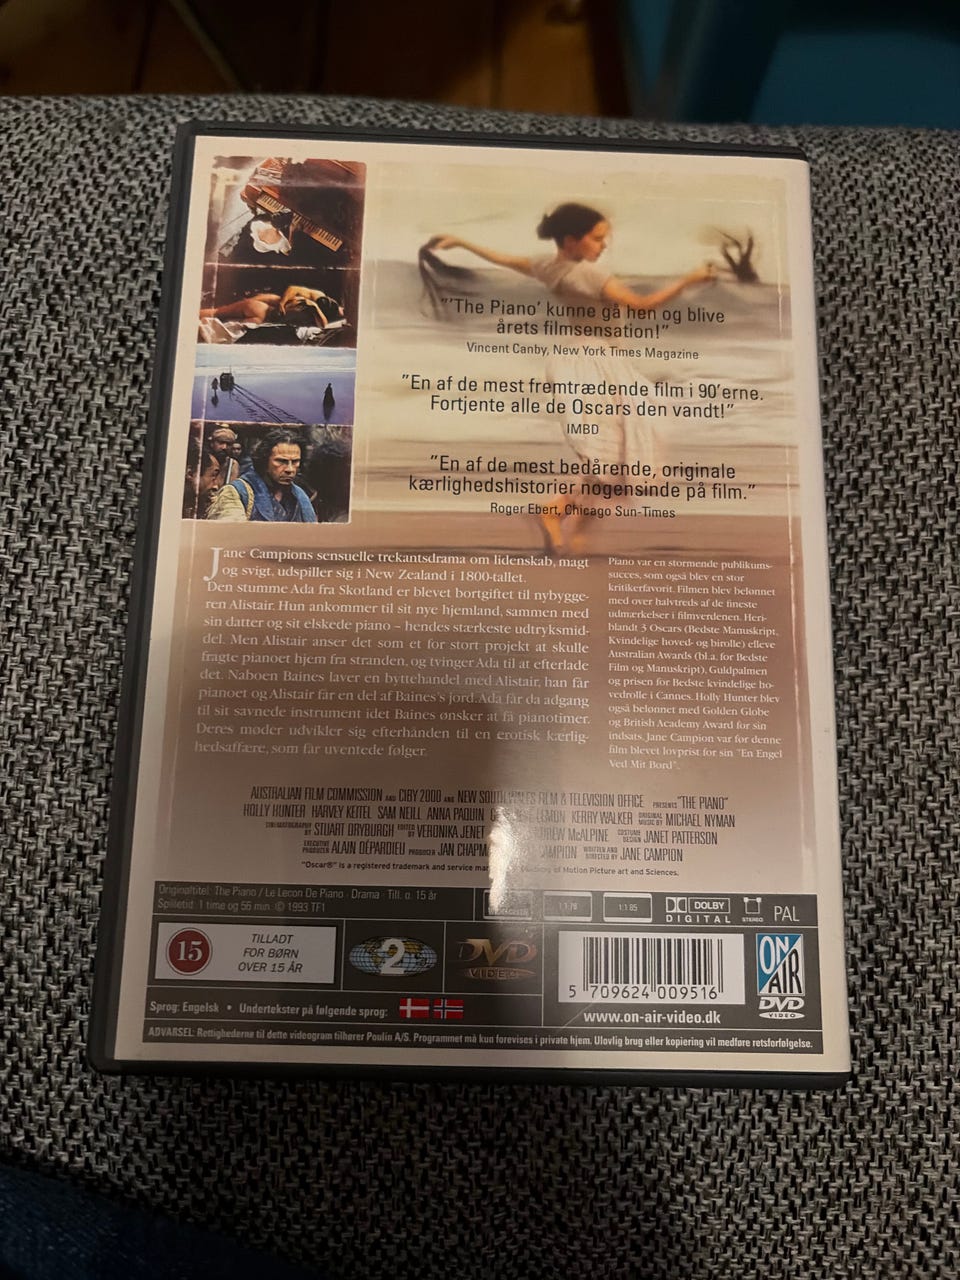 "'The Piano' kunne gå hen og blive
årets filmsensation!"
Vincent Canby, New York Times Magazine
"En af de mest fremtrædende film i 90'erne.
Fortjente alle de Oscars den vandt!"
IMBD
"En af de mest bedårende, originale
kærlighedshistorier nogensinde på film."
Roger Ebert, Chicago Sun-Times
Jane Campions sensuelle trekantsdrama om lidenskab, magt
og svigt, udspiller sig i New Zealand i 1800-tallet.
Den stumme Ada fra Skotland er blevet bortgiftet til nybygge-
ren Alistair. Hun ankommer til sit nye hjemland, sammen med
sin datter og sit elskede piano – hendes stærkeste udtryksmid-
del. Men Alistair anser det som et for stort projekt at skulle
fragte pianoet hjem fra stranden, og tvinger Ada til at efterlade
det. Naboen Baines laver en byttehandel med Alistair, han får
pianoet og Alistair får en del af Baines's jord. Ada får da adgang
til sit savnede instrument idet Baines ønsker at få pianotimer.
Deres møder udvikler sig efterhånden til en erotisk kærlig-
hedsaffære, som får uventede følger.
Piano var en stormende publikums-
succes, som også blev en stor
kritikerfavorit. Filmen blev belønnet
med over halvtreds af de fineste
udmærkelser i filmverdenen. Heri-
blandt 3 Oscars (Bedste Manuskript,
Kvindelige hoved- og birolle) elleve
Australian Awards (bl.a. for Bedste
Film og Manuskript), Guldpalmen
og prisen for Bedste kvindelige ho-
vedrolle i Cannes. Holly Hunter blev
også belønnet med Golden Globe
og British Academy Award for sin
indsats. Jane Campion var før denne
film blevet lovprist for sin "En Engel
Ved Mit Bord".
AUSTRALIAN FILM COMMISSION AND CIBY 2000 AND NEW SOUTH WALES FILM & TELEVISION OFFICE PRESENTS "THE PIANO"
HOLLY HUNTER HARVEY KEITEL SAM NEILL ANNA PAQUIN LEMON KERRY WALKER ORIGINAL MUSIC BY MICHAEL NYMAN
CINEMATOGRAPHY BY STUART DRYBURGH EDITED BY VERONIKA JENET McALPINE COSTUME DESIGN JANET PATTERSON
EXECUTIVE PRODUCER ALAIN DEPARDIEU PRODUCER JAN CAMPION WRITTEN AND DIRECTED BY JANE CAMPION
"Oscar®" is a registered trademark and service of Motion Picture art and Sciences.
Originaltitel: The Piano / Le Lecon De Piano · Drama · Till. o. 15 år
Spilletid: 1 time og 56 min. © 1993 TF1
1:1.78
1:1.85
DOLBY
DIGITAL
STEREO
PAL
15
TILLADT
FOR BØRN
OVER 15 ÅR
2
DVD
VIDEO
5 709624 009516
www.on-air-video.dk
ON
AIR
DVD
VIDEO
Sprog: Engelsk • Undertekster på følgende sprog:
ADVARSEL: Rettighederne til dette videogram tilhører Poulin A/S. Programmet må kun forevises i private hjem. Ulovlig brug eller kopiering vil medføre retsforfølgelse.